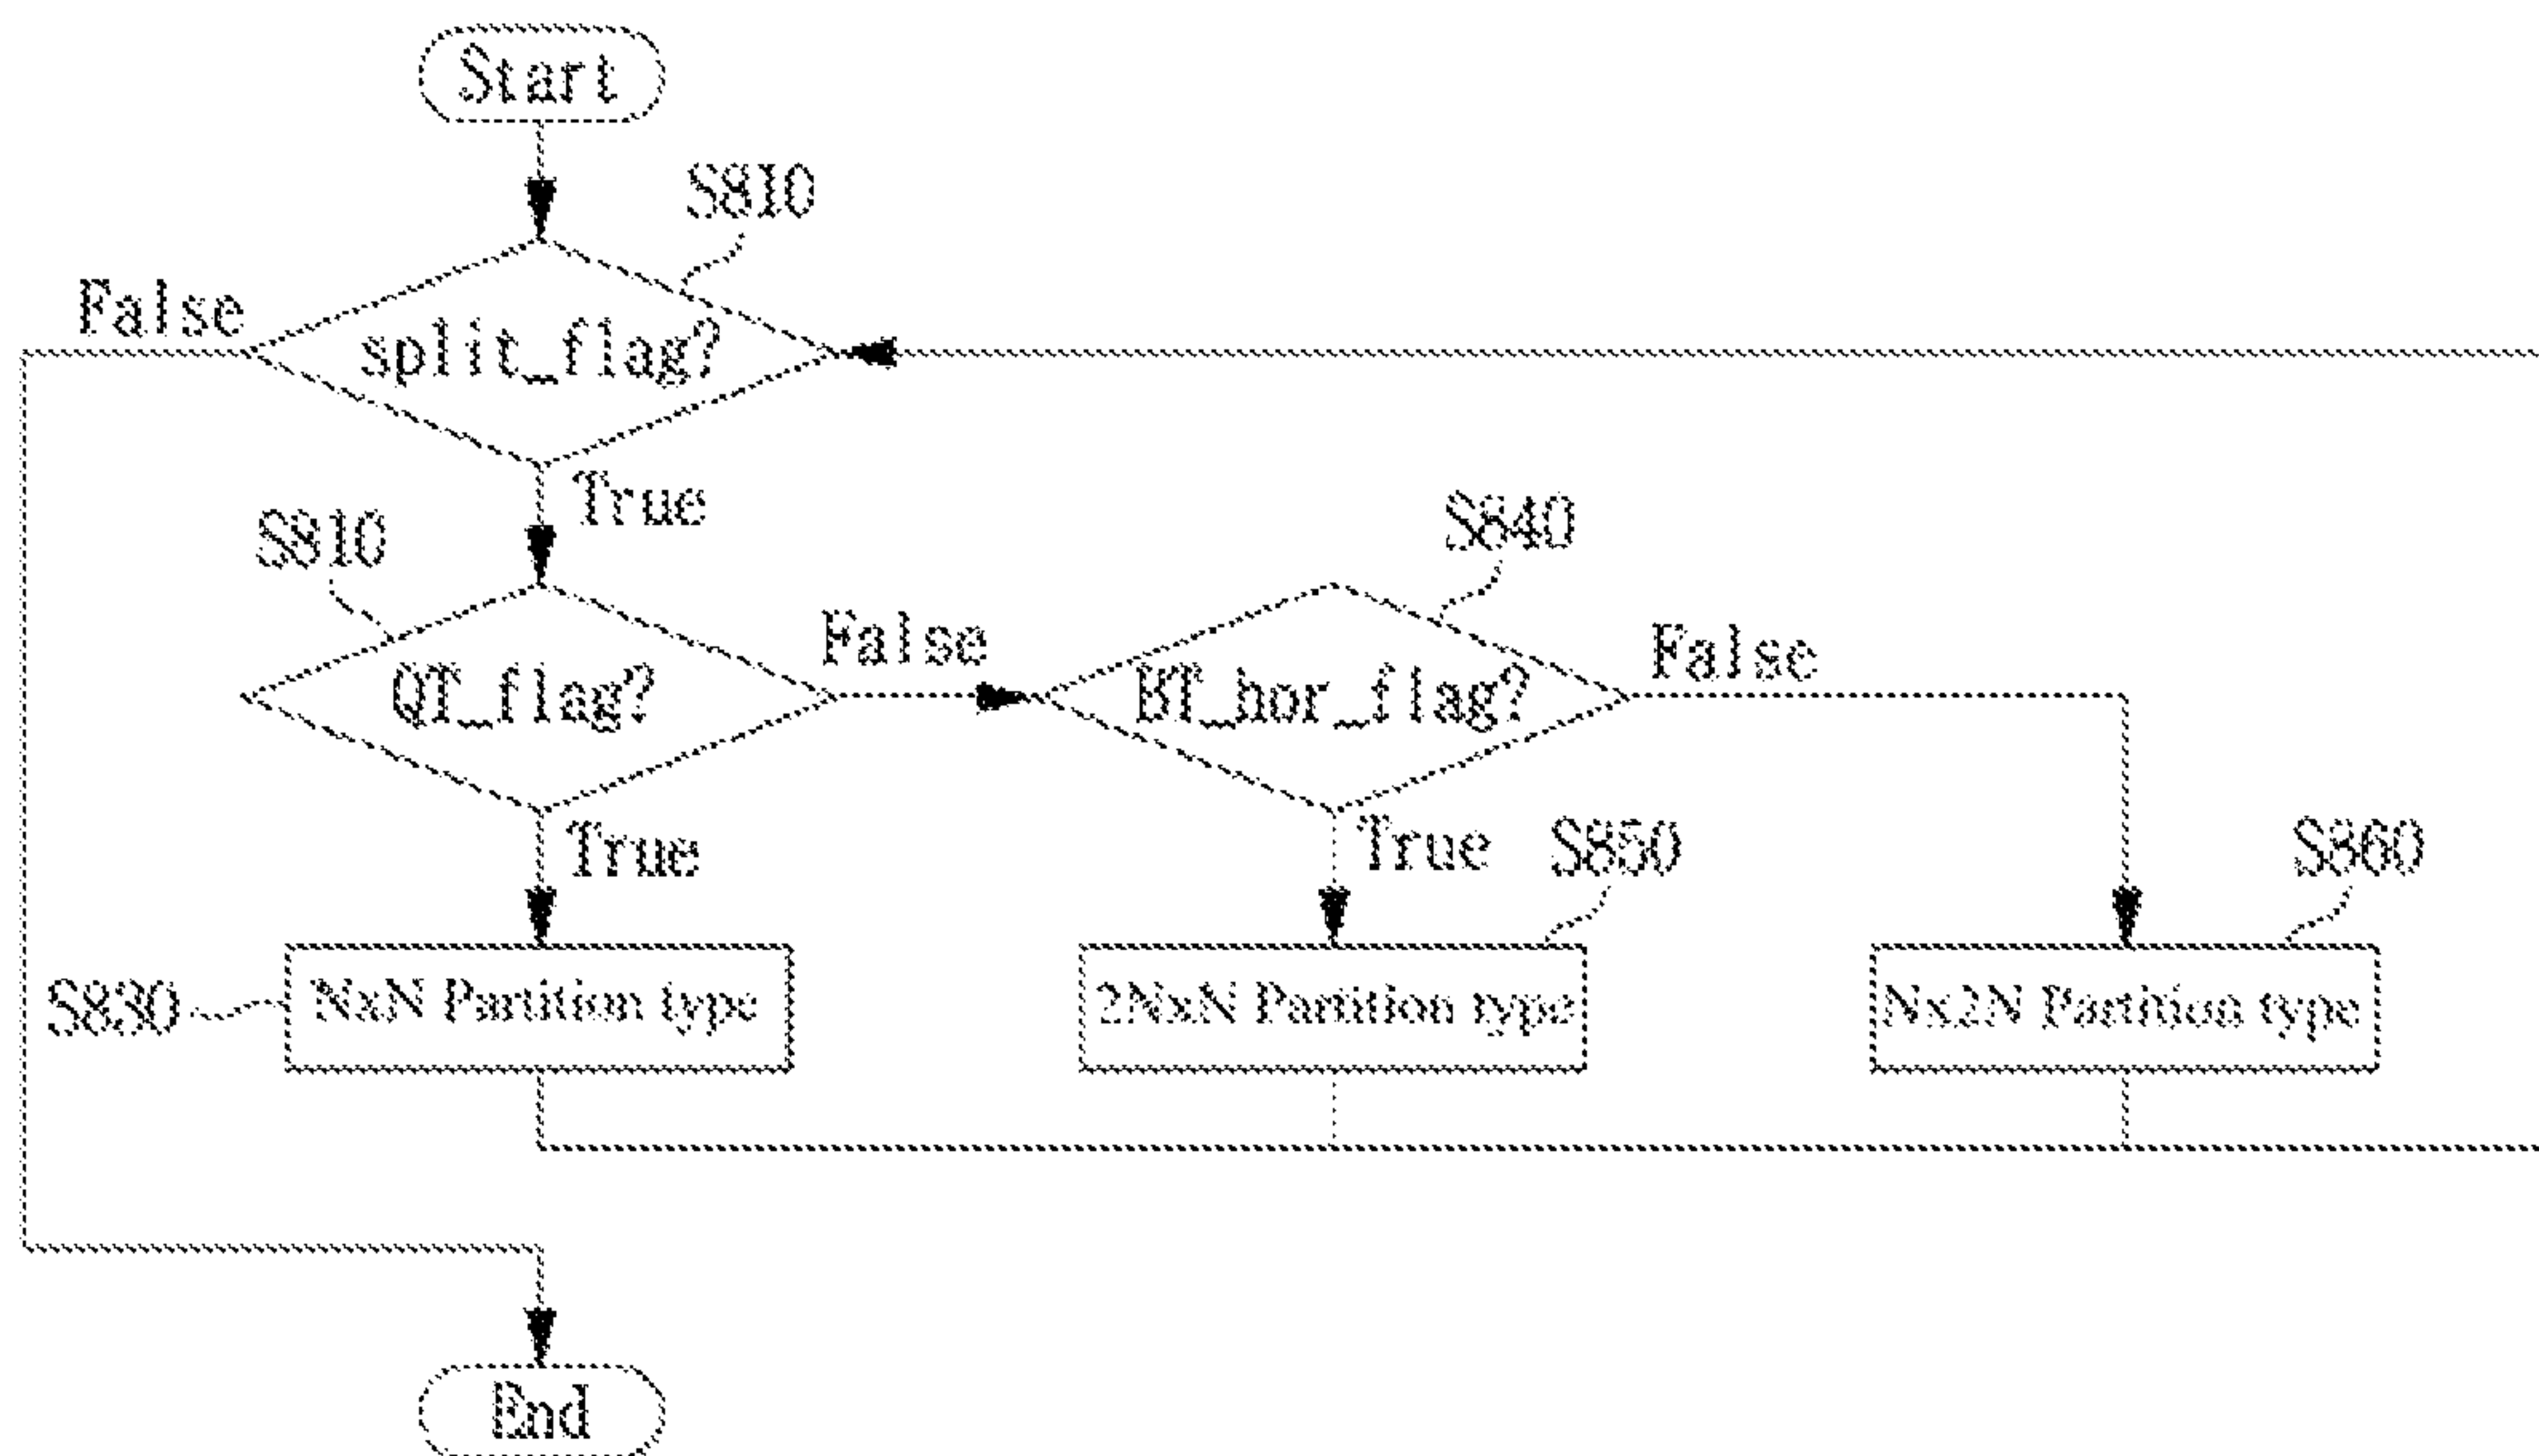 Start
S810
False
split_flag?
True
S810
S840
False
False
QT_flag?
BT_hor_flag?
True
True
S850
S860
S830
NxN Partition type
2NxN Partition type
Nx2N Partition type
End